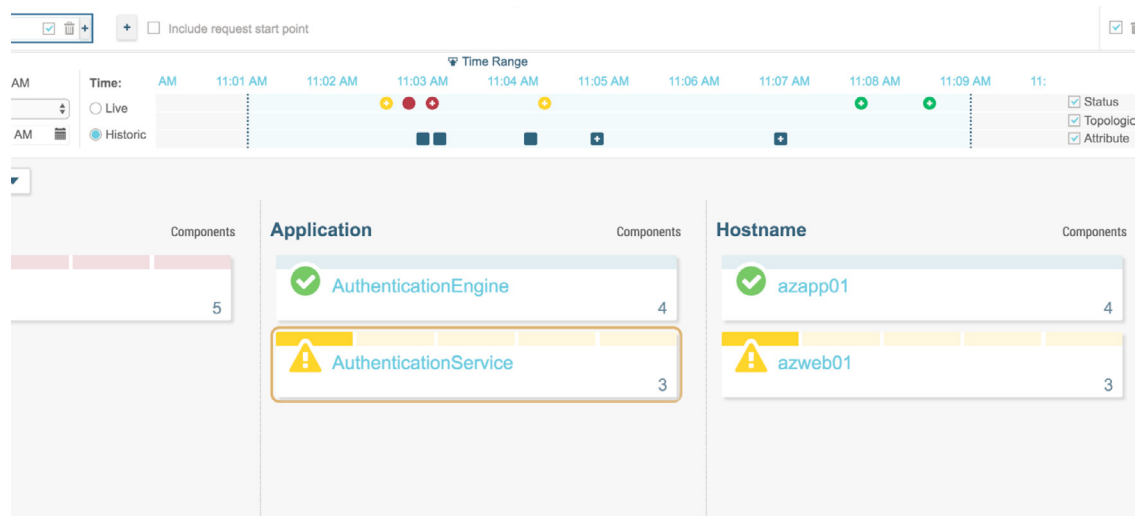 + + Include request start point
Time Range
AM Time: AM 11:01 AM 11:02 AM 11:03 AM 11:04 AM 11:05 AM 11:06 AM 11:07 AM 11:08 AM 11:09 AM 11:
Live Status
Topologic
AM Historic Attribute
Components Application Components Hostname Components
AuthenticationEngine azapp01
5 4 4
AuthenticationService azweb01
3 3